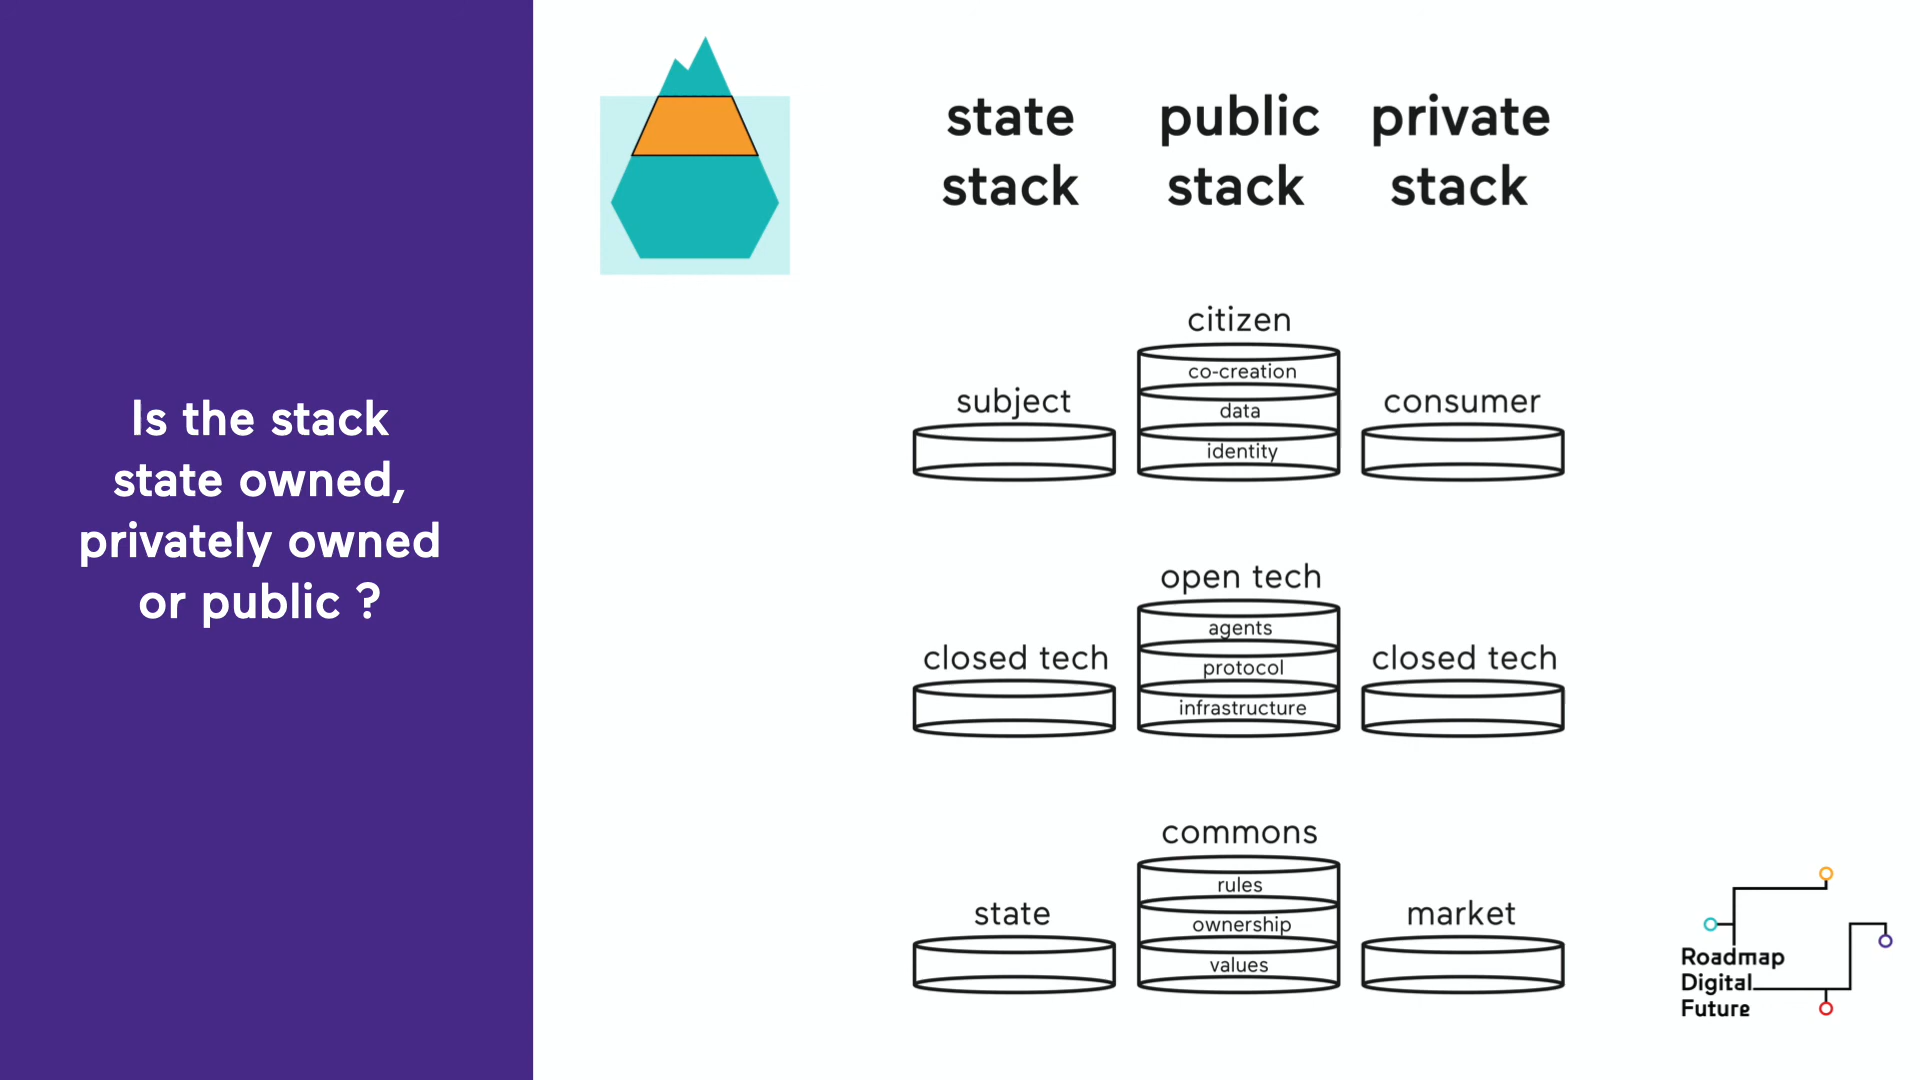 Is the stack
state owned,
privately owned
or public ?
state
stack
public
stack
private
stack
subject
citizen
co-creation
data
identity
consumer
closed tech
open tech
agents
protocol
infrastructure
closed tech
state
commons
rules
ownership
values
market
Roadmap
Digital
Future